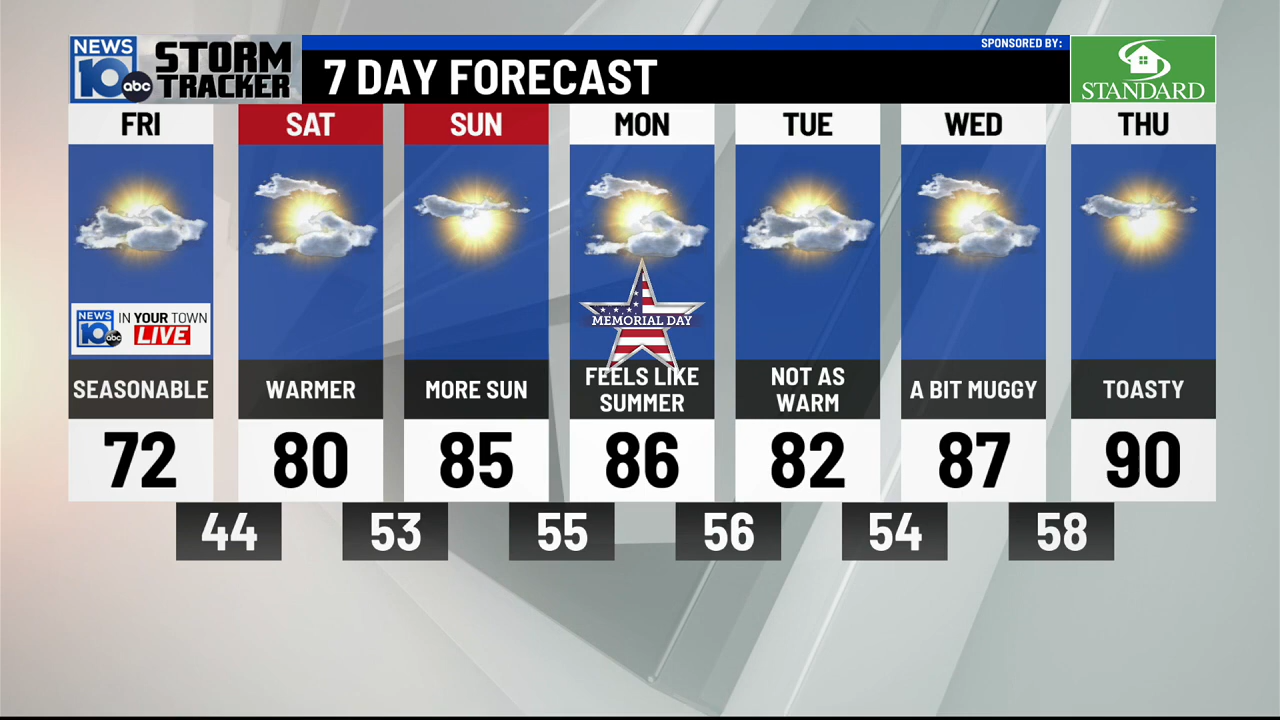 NEWS
10
abc
STORM
TRACKER
7 DAY FORECAST
SPONSORED BY:
STANDARD
FRI
SAT
SUN
MON
TUE
WED
THU
NEWS
10
abc
IN YOUR TOWN
LIVE
MEMORIAL DAY
SEASONABLE
WARMER
MORE SUN
FEELS LIKE
SUMMER
NOT AS
WARM
A BIT MUGGY
TOASTY
72
80
85
86
82
87
90
44
53
55
56
54
58